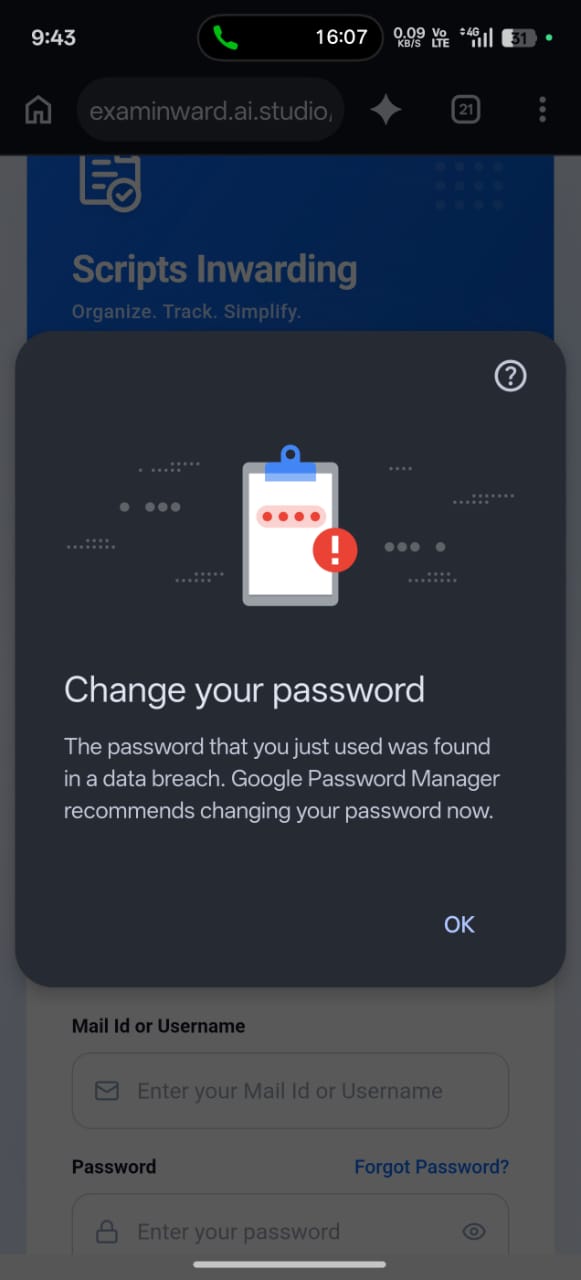 9:43
16:07
0.09
KB/S
Vo
LTE
4G
31
examinward.ai.studio/
21
Scripts Inwarding
Organize. Track. Simplify.
Change your password
The password that you just used was found
in a data breach. Google Password Manager
recommends changing your password now.
OK
Mail Id or Username
Enter your Mail Id or Username
Password
Forgot Password?
Enter your password